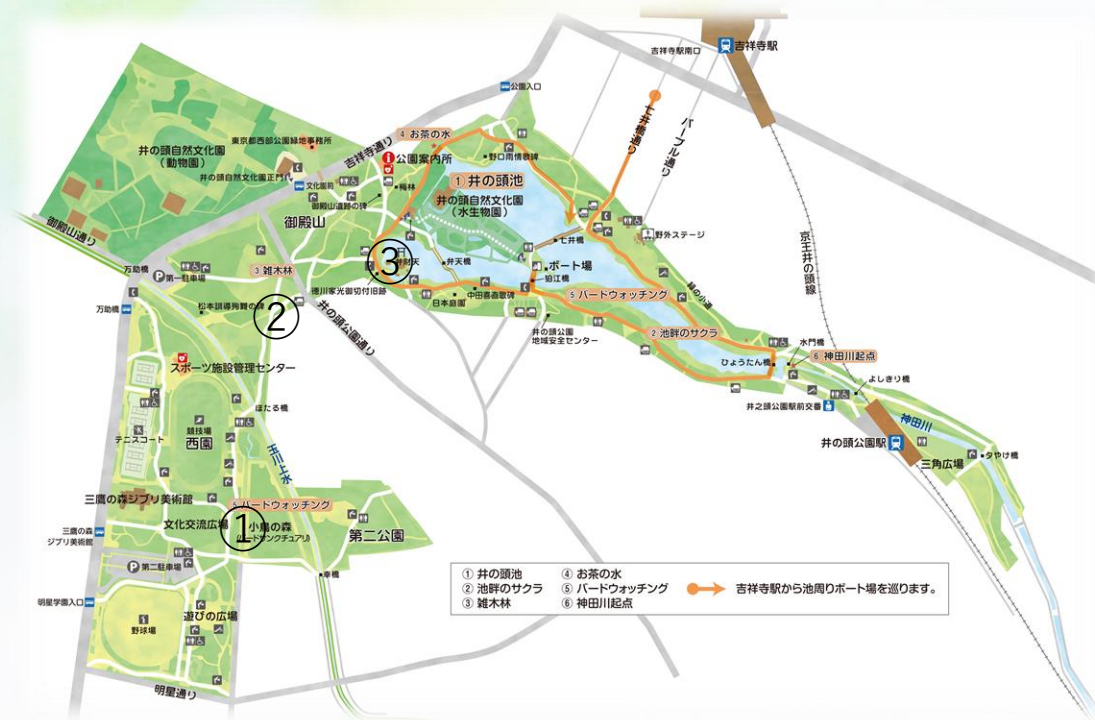 吉祥寺駅
吉祥寺駅南口
公園入口
七井橋通り
パープル通り
④ お茶の水
東京都西部公園緑地事務所
吉祥寺通り
井の頭自然文化園
(動物園)
公園案内所
野口雨情歌碑
井の頭自然文化園正門
文化園前
梅林
① 井の頭池
井の頭自然文化園
(水生物園)
御殿山遺跡の碑
御殿山
御殿山通り
七井橋
野外ステージ
京王井の頭線
③
弁天橋
ボート場
狛江橋
万助橋
第一駐車場
③ 雑木林
徳川家光御切付旧跡
日本庭園
中田喜直歌碑
⑤ バードウォッチング
緑の小道
万助橋
松本訓導殉難の碑
②
井の頭公園通り
井の頭公園
地域安全センター
② 池畔のサクラ
水門橋
ひょうたん橋
⑥ 神田川起点
スポーツ施設管理センター
よしきり橋
ほたる橋
井之頭公園駅前交番
神田川
テニスコート
競技場
西園
玉川上水
井の頭公園駅
三角広場
夕やけ橋
三鷹の森ジブリ美術館
⑤ バードウォッチング
文化交流広場
①
小鳥の森
(バードサンクチュアリ)
第二公園
三鷹の森
ジブリ美術館
第二駐車場
幸橋
明星学園入口
遊びの広場
野球場
明星通り
① 井の頭池 ④ お茶の水
② 池畔のサクラ ⑤ バードウォッチング 吉祥寺駅から池周りボート場を巡ります。
③ 雑木林 ⑥ 神田川起点